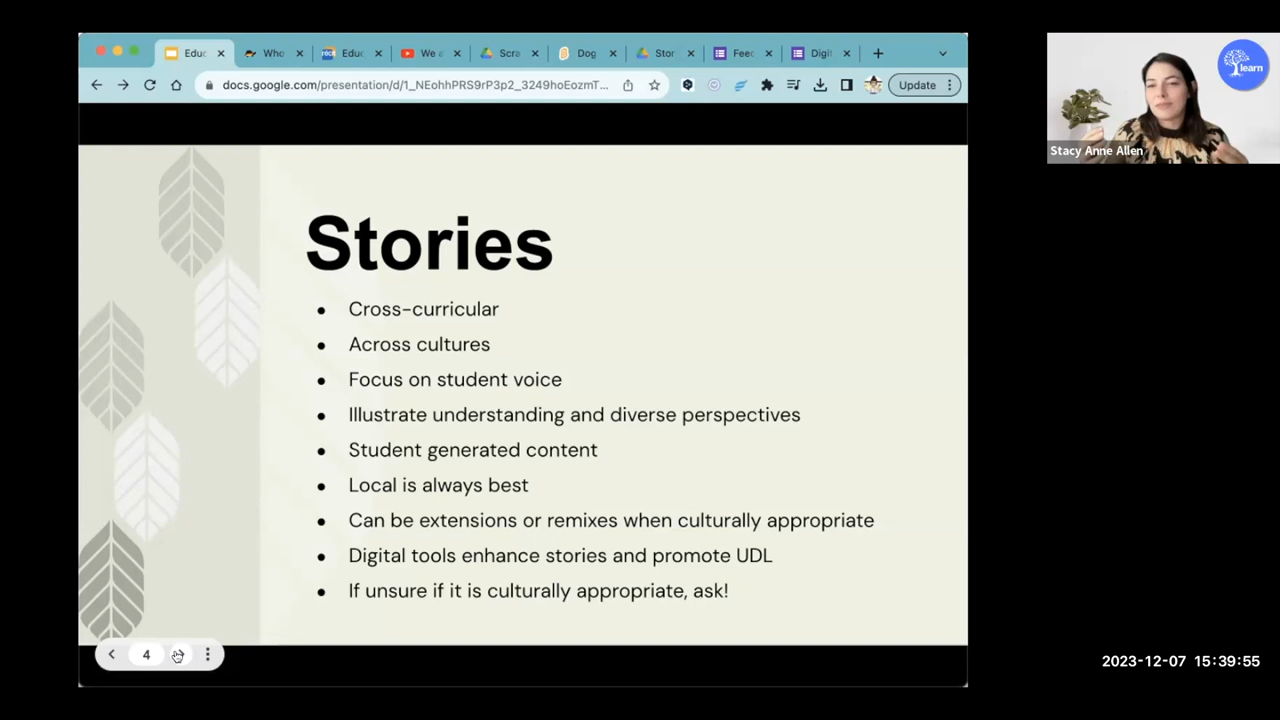 Educ
Who
récit
Educ
We a
Scra
Dog
Stor
Feec
Digit
docs.google.com/presentation/d/1_NEohhPRS9rP3p2_3249hoEozmT...
Update
learn
Stacy Anne Allen
Stories
• Cross-curricular
• Across cultures
• Focus on student voice
• Illustrate understanding and diverse perspectives
• Student generated content
• Local is always best
• Can be extensions or remixes when culturally appropriate
• Digital tools enhance stories and promote UDL
• If unsure if it is culturally appropriate, ask!
4
2023-12-07 15:39:55